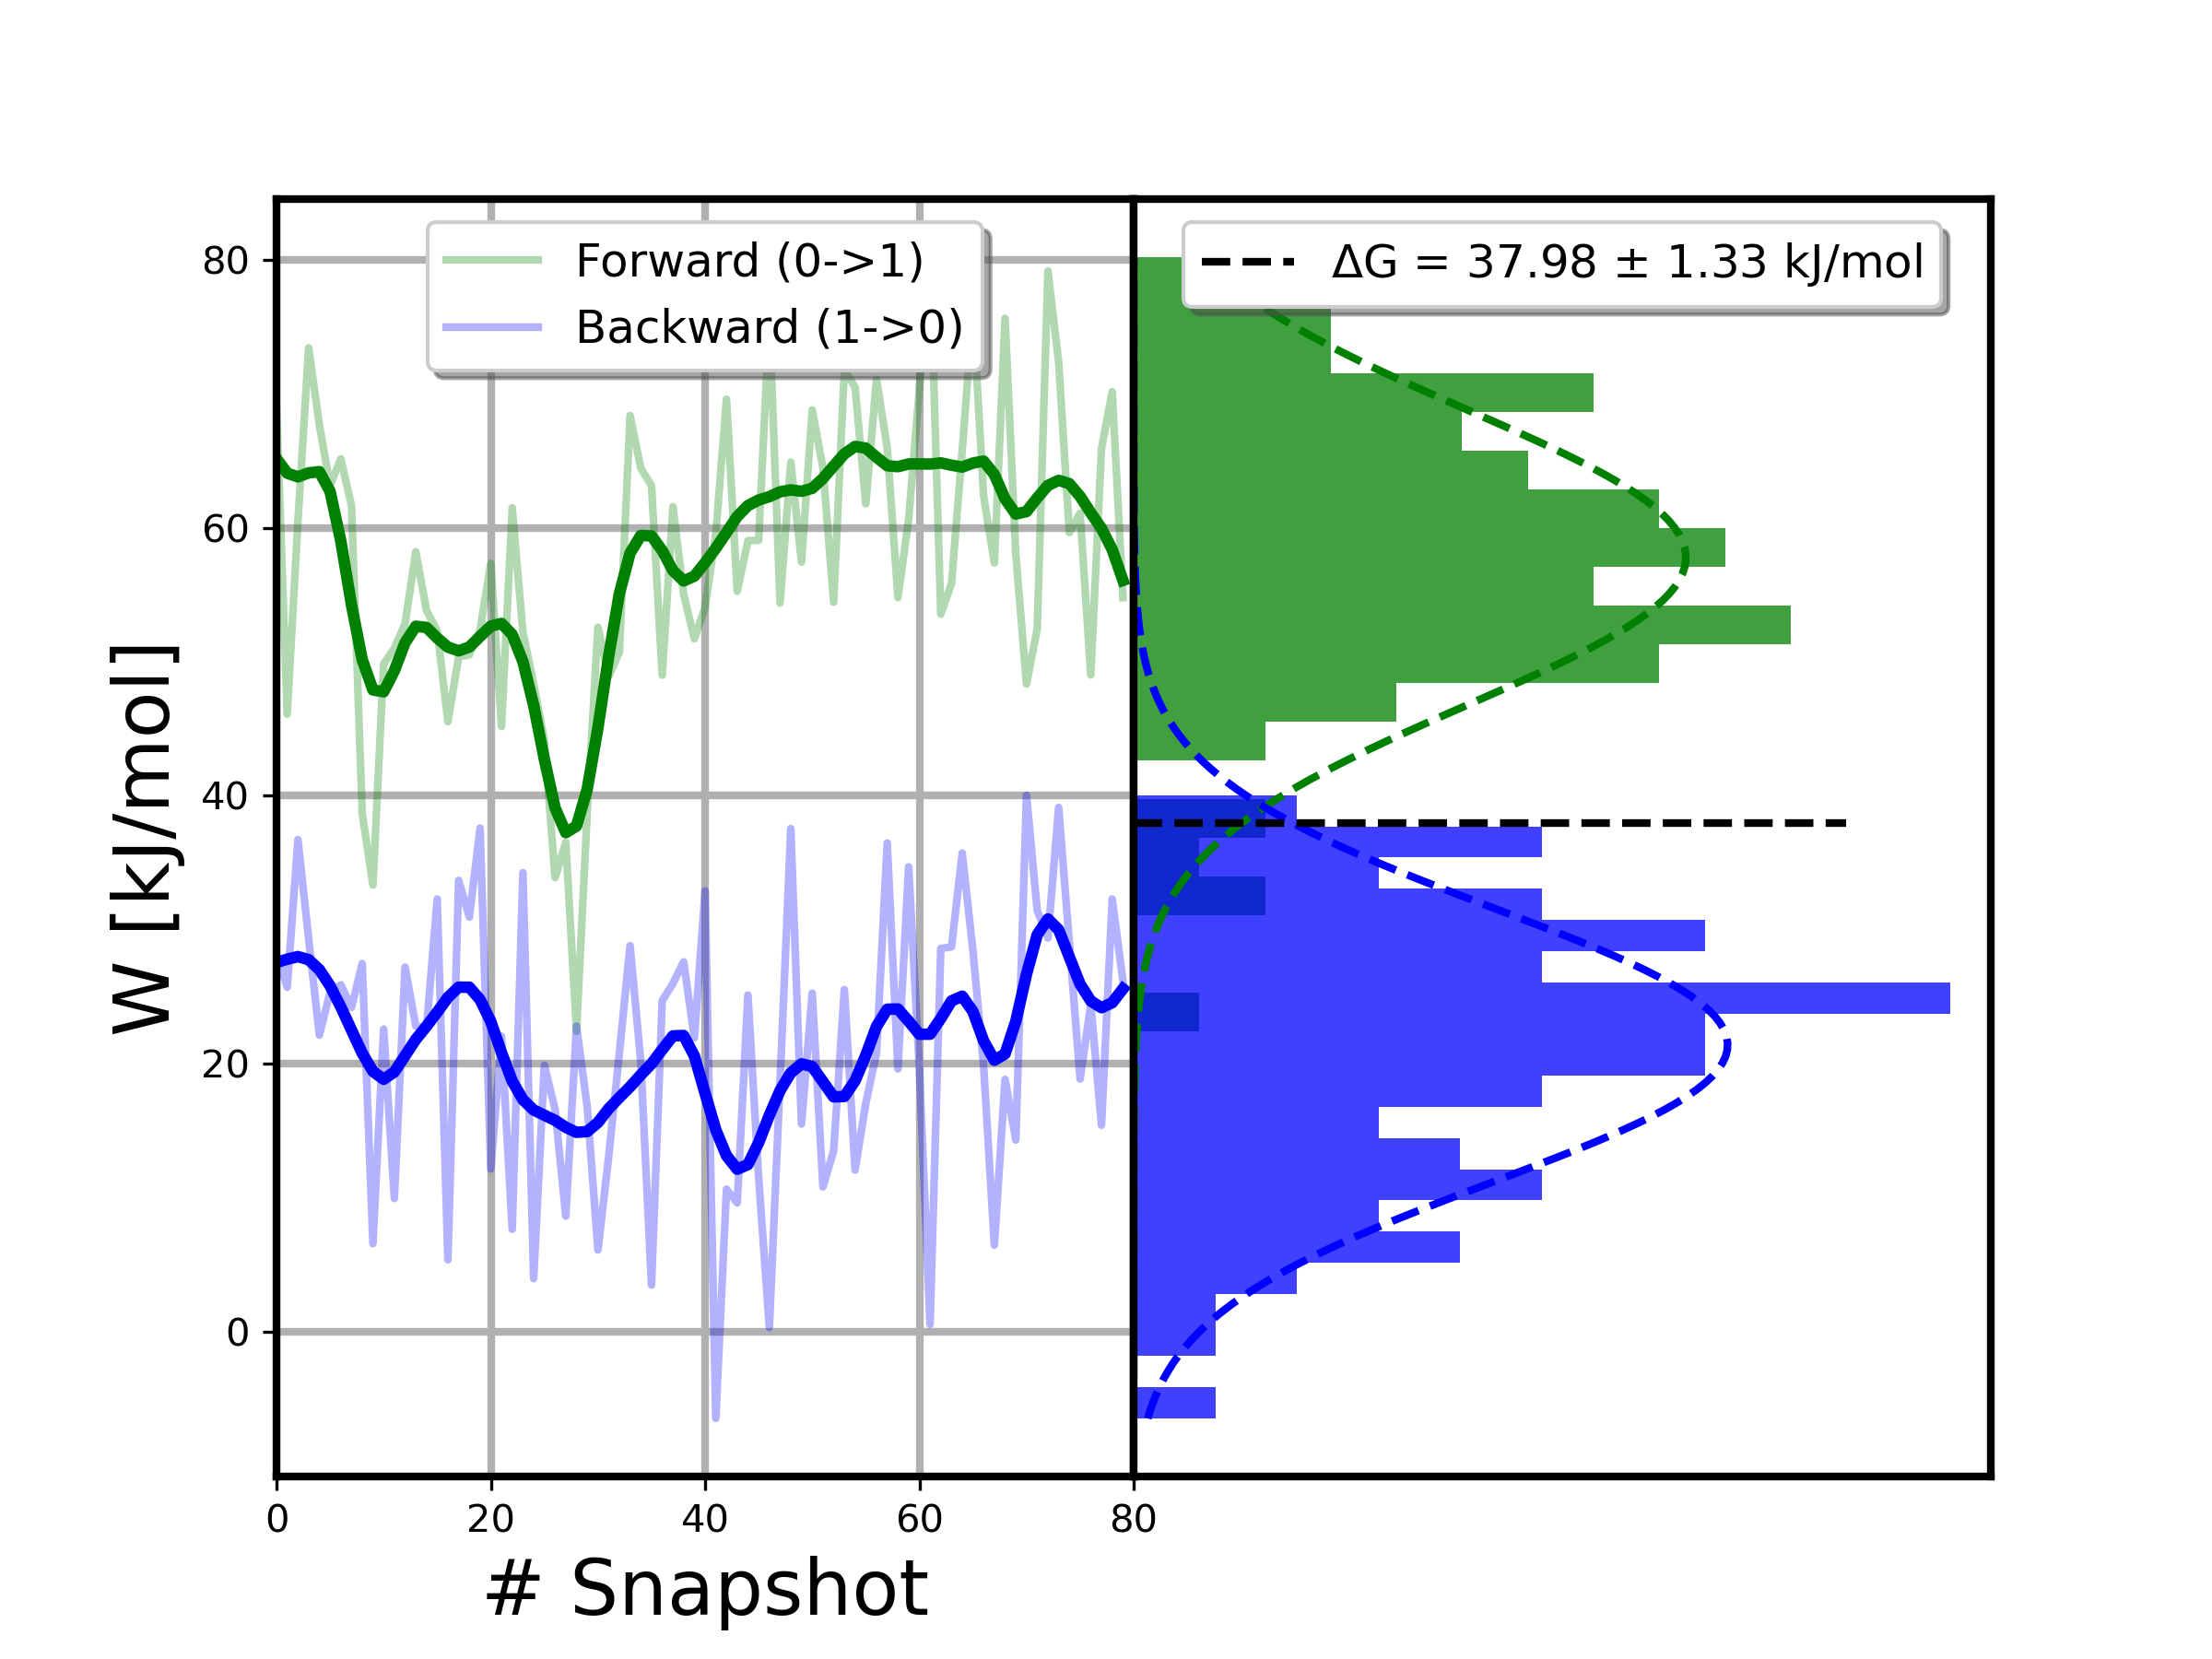 Forward (0->1)
Backward (1->0)
ΔG = 37.98 ± 1.33 kJ/mol
W [kJ/mol]
80
60
40
20
0
0 20 40 60 80
# Snapshot